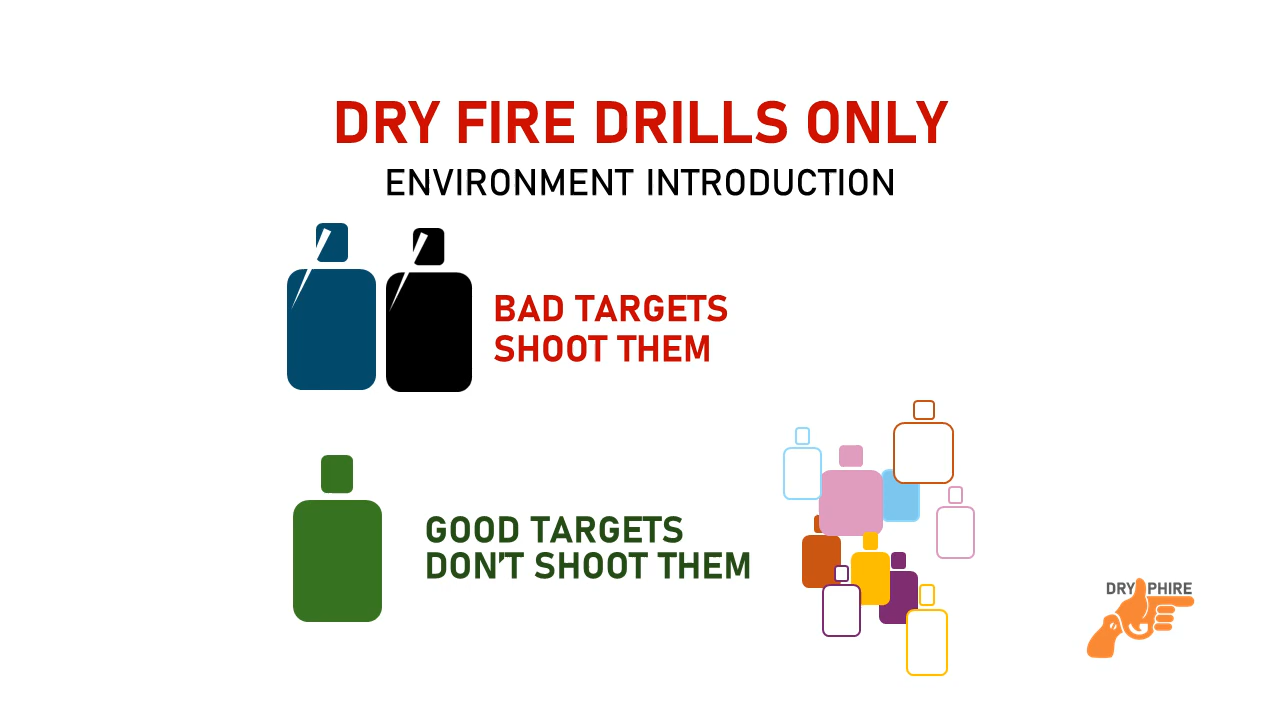 DRY FIRE DRILLS ONLY
ENVIRONMENT INTRODUCTION
BAD TARGETS
SHOOT THEM
GOOD TARGETS
DON'T SHOOT THEM
DRY PHIRE